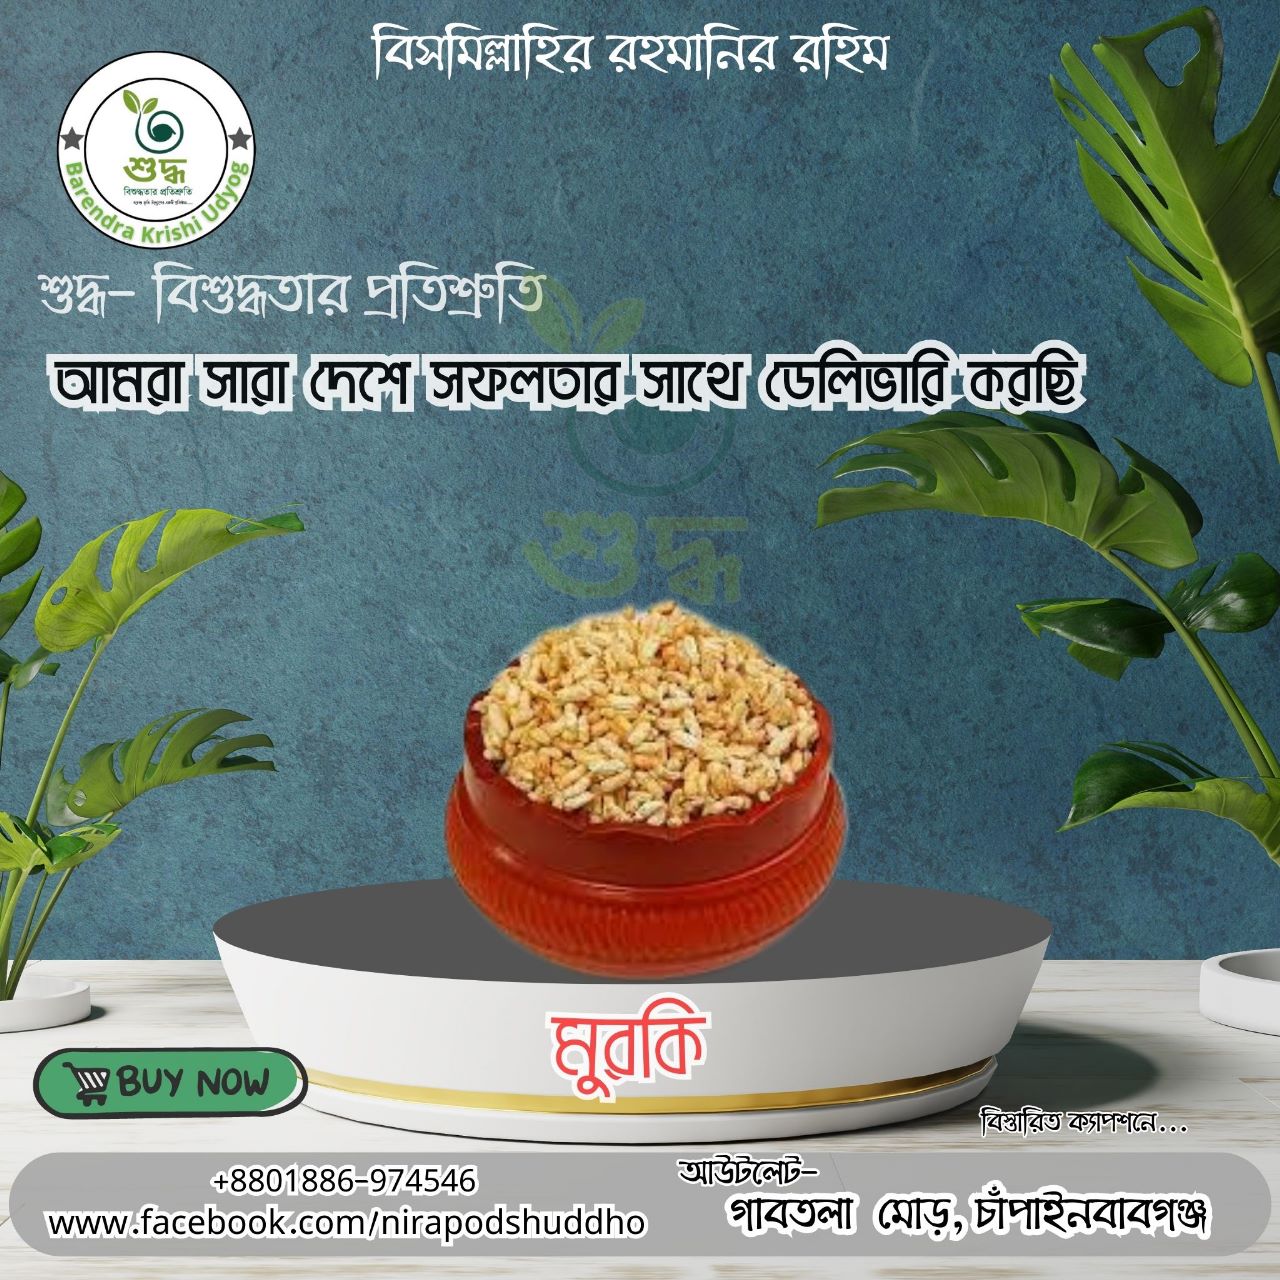 বিসমিল্লাহির রহমানির রহিম
শুদ্ধ
বিশুদ্ধতার প্রতিশ্রুতি
Barendra Krishi Udyog
শুদ্ধ- বিশুদ্ধতার প্রতিশ্রুতি
আমরা সারা দেশে সফলতার সাথে ডেলিভারি করছি
শুদ্ধ
মুরকি
BUY NOW
বিস্তারিত ক্যাপশনে...
+8801886-974546
www.facebook.com/nirapodshuddho
আউটলেট-
গাবতলা মোড়, চাঁপাইনবাবগঞ্জ